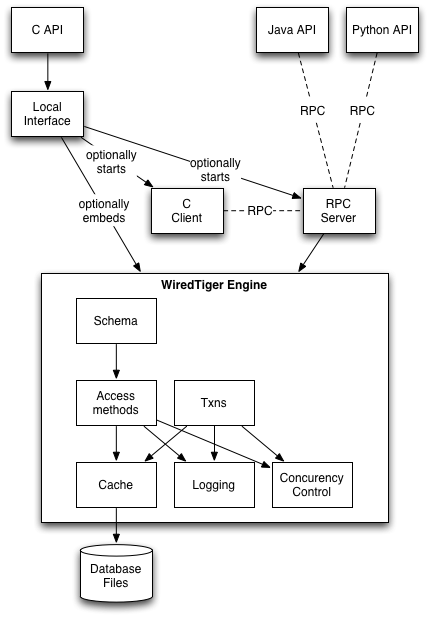 C API
Java API
Python API
Local
Interface
RPC
RPC
optionally
starts
optionally
starts
optionally
embeds
C
Client
RPC
RPC
Server
WiredTiger Engine
Schema
Access
methods
Txns
Cache
Logging
Concurency
Control
Database
Files